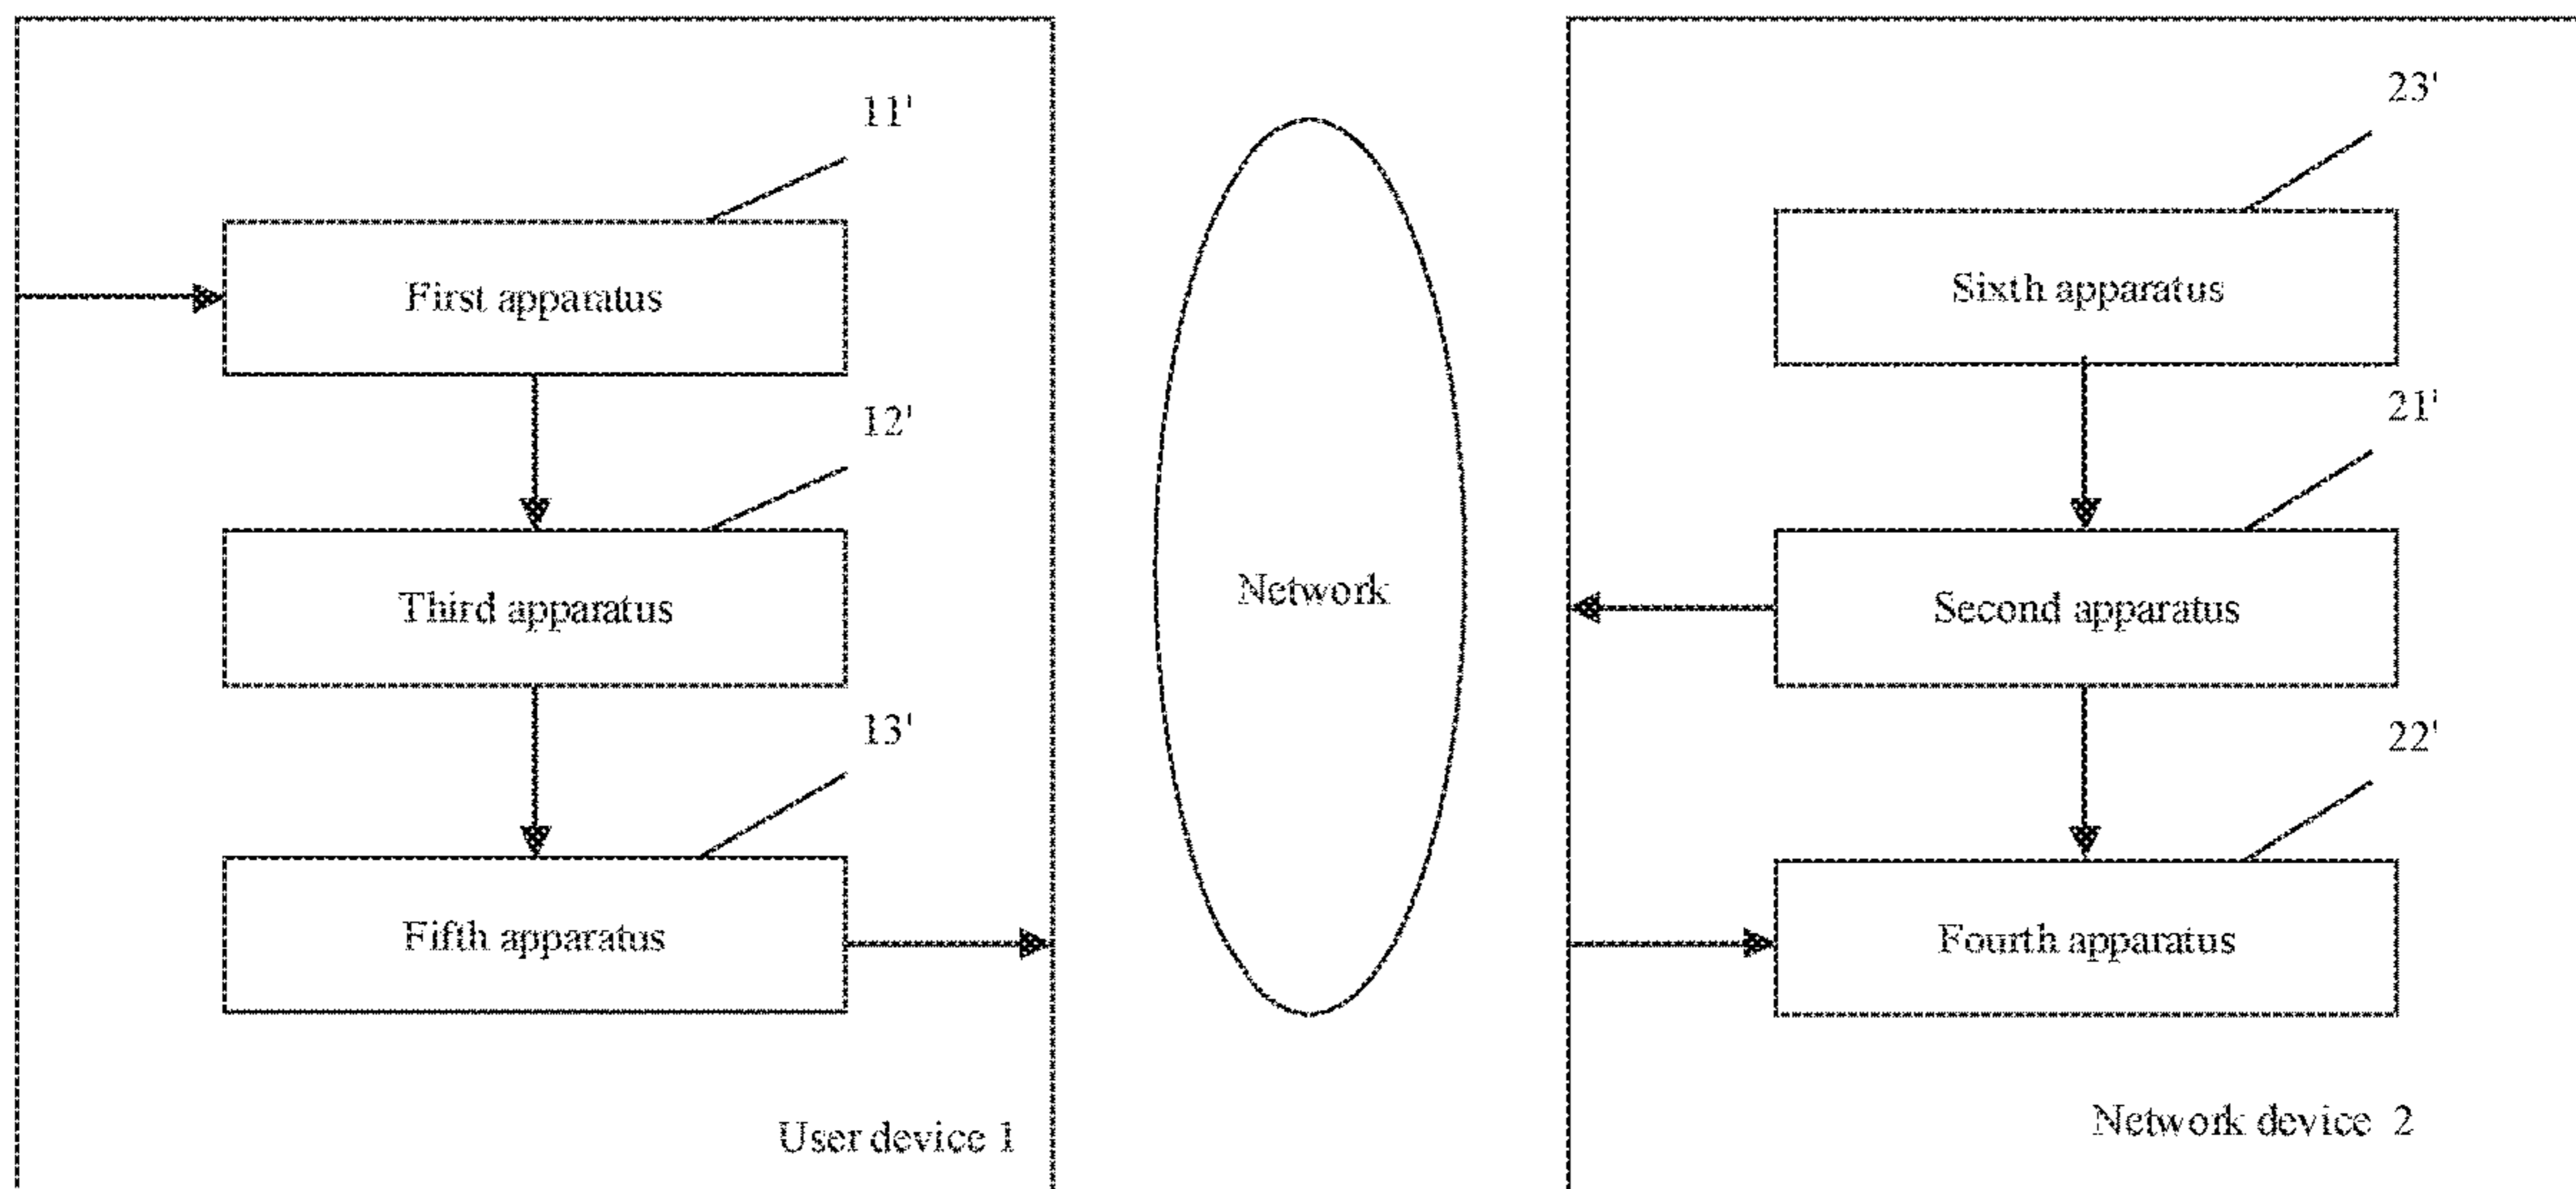 11'
First apparatus
12'
Third apparatus
13'
Fifth apparatus
User device 1
Network
23'
Sixth apparatus
21'
Second apparatus
22'
Fourth apparatus
Network device 2